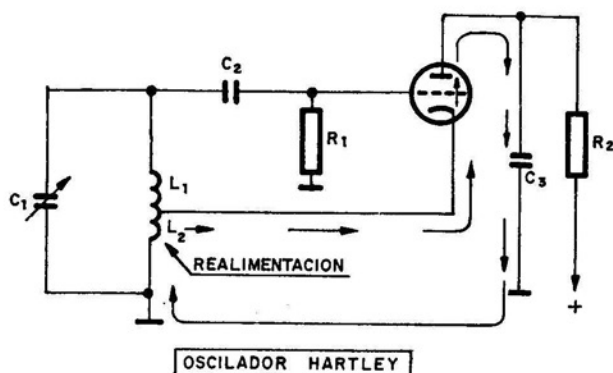 C2
R1
C1
L1
L2
C3
R2
REALIMENTACION
+
OSCILADOR HARTLEY